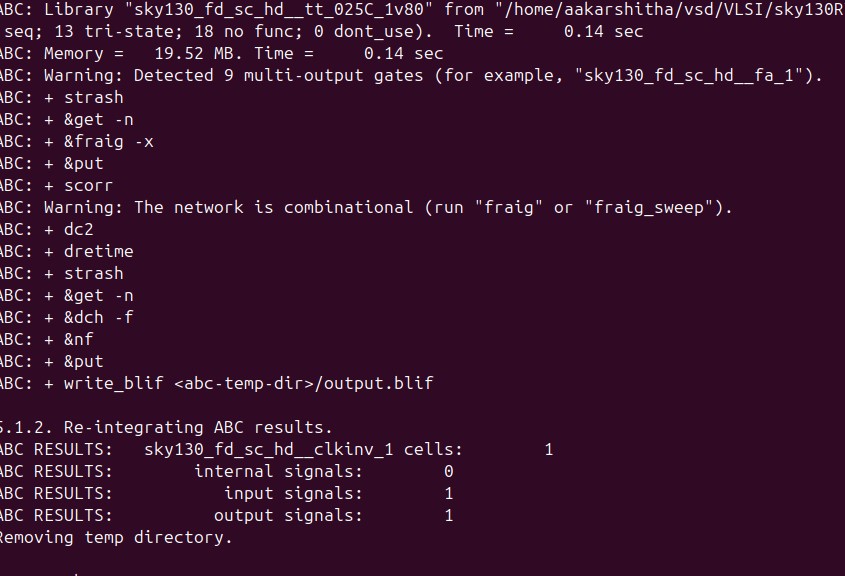 ABC: Library "sky130_fd_sc_hd__tt_025C_1v80" from "/home/aakarshitha/vsd/VLSI/sky130R
seq; 13 tri-state; 18 no func; 0 dont_use).  Time =     0.14 sec
ABC: Memory =   19.52 MB. Time =     0.14 sec
ABC: Warning: Detected 9 multi-output gates (for example, "sky130_fd_sc_hd__fa_1").
ABC: + strash
ABC: + &get -n
ABC: + &fraig -x
ABC: + &put
ABC: + scorr
ABC: Warning: The network is combinational (run "fraig" or "fraig_sweep").
ABC: + dc2
ABC: + dretime
ABC: + strash
ABC: + &get -n
ABC: + &dch -f
ABC: + &nf
ABC: + &put
ABC: + write_blif <abc-temp-dir>/output.blif
5.1.2. Re-integrating ABC results.
ABC RESULTS:   sky130_fd_sc_hd__clkinv_1 cells:        1
ABC RESULTS:        internal signals:        0
ABC RESULTS:           input signals:        1
ABC RESULTS:          output signals:        1
Removing temp directory.